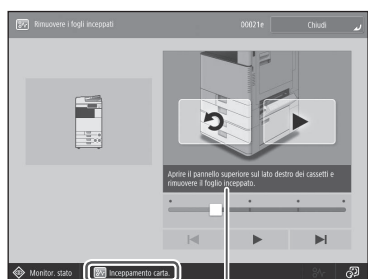 Rimuovere i fogli inceppati
00021e
Chiudi
Aprire il pannello superiore sul lato destro dei cassetti e
rimuovere il foglio inceppato.
Monitor. stato
Inceppamento carta.